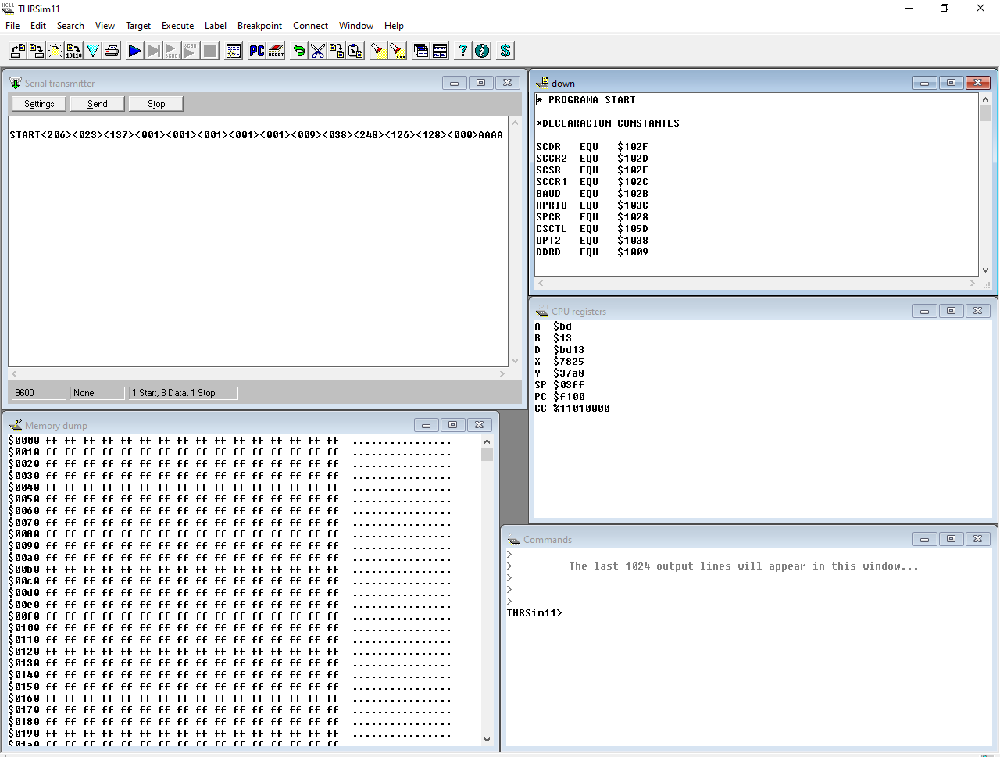 THRSim11
File Edit Search View Target Execute Label Breakpoint Connect Window Help
Serial transmitter
Settings Send Stop
START<206><023><137><001><001><001><001><001><009><038><248><126><128><000>AAAA
9600 None 1 Start, 8 Data, 1 Stop
down
* PROGRAMA START
*DECLARACION CONSTANTES
SCDR EQU $102F
SCCR2 EQU $102D
SCSR EQU $102E
SCCR1 EQU $102C
BAUD EQU $102B
HPRIO EQU $103C
SPCR EQU $1028
CSCTL EQU $105D
OPT2 EQU $1038
DDRD EQU $1009
CPU registers
A $bd
B $13
D $bd13
X $7825
Y $37a8
SP $03ff
PC $f100
CC %11010000
Memory dump
$0000 ff ff ff ff ff ff ff ff ff ff ff ff ff ff ff ff ................
$0010 ff ff ff ff ff ff ff ff ff ff ff ff ff ff ff ff ................
$0020 ff ff ff ff ff ff ff ff ff ff ff ff ff ff ff ff ................
$0030 ff ff ff ff ff ff ff ff ff ff ff ff ff ff ff ff ................
$0040 ff ff ff ff ff ff ff ff ff ff ff ff ff ff ff ff ................
$0050 ff ff ff ff ff ff ff ff ff ff ff ff ff ff ff ff ................
$0060 ff ff ff ff ff ff ff ff ff ff ff ff ff ff ff ff ................
$0070 ff ff ff ff ff ff ff ff ff ff ff ff ff ff ff ff ................
$0080 ff ff ff ff ff ff ff ff ff ff ff ff ff ff ff ff ................
$0090 ff ff ff ff ff ff ff ff ff ff ff ff ff ff ff ff ................
$00a0 ff ff ff ff ff ff ff ff ff ff ff ff ff ff ff ff ................
$00b0 ff ff ff ff ff ff ff ff ff ff ff ff ff ff ff ff ................
$00c0 ff ff ff ff ff ff ff ff ff ff ff ff ff ff ff ff ................
$00d0 ff ff ff ff ff ff ff ff ff ff ff ff ff ff ff ff ................
$00e0 ff ff ff ff ff ff ff ff ff ff ff ff ff ff ff ff ................
$00f0 ff ff ff ff ff ff ff ff ff ff ff ff ff ff ff ff ................
$0100 ff ff ff ff ff ff ff ff ff ff ff ff ff ff ff ff ................
$0110 ff ff ff ff ff ff ff ff ff ff ff ff ff ff ff ff ................
$0120 ff ff ff ff ff ff ff ff ff ff ff ff ff ff ff ff ................
$0130 ff ff ff ff ff ff ff ff ff ff ff ff ff ff ff ff ................
$0140 ff ff ff ff ff ff ff ff ff ff ff ff ff ff ff ff ................
$0150 ff ff ff ff ff ff ff ff ff ff ff ff ff ff ff ff ................
$0160 ff ff ff ff ff ff ff ff ff ff ff ff ff ff ff ff ................
$0170 ff ff ff ff ff ff ff ff ff ff ff ff ff ff ff ff ................
$0180 ff ff ff ff ff ff ff ff ff ff ff ff ff ff ff ff ................
$0190 ff ff ff ff ff ff ff ff ff ff ff ff ff ff ff ff ................
$01a0 ff ff ff ff ff ff ff ff ff ff ff ff ff ff ff ff ................
Commands
>
> The last 1024 output lines will appear in this window...
>
>
>
THRSim11>